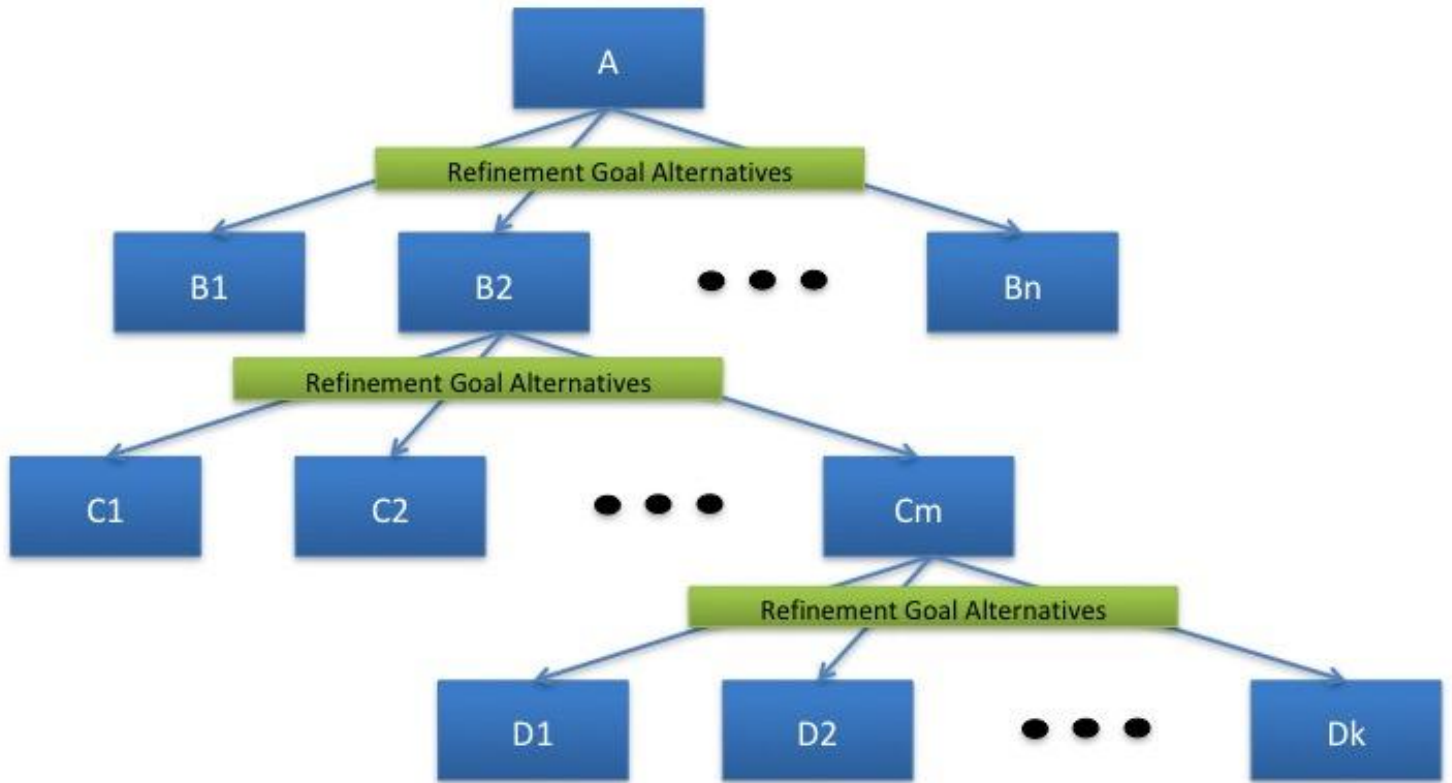 A
Refinement Goal Alternatives
B1 B2 Bn
Refinement Goal Alternatives
C1 C2 Cm
Refinement Goal Alternatives
D1 D2 Dk